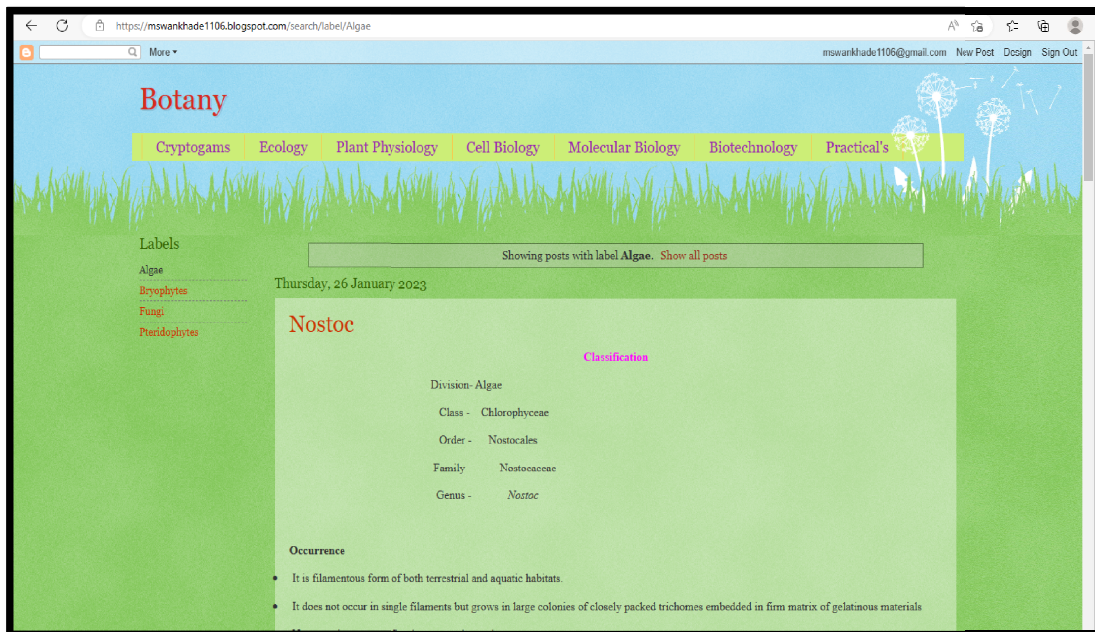 https://mswankhade1106.blogspot.com/search/label/Algae
More
mswankhade1106@gmail.com New Post Design Sign Out
Botany
Cryptogams Ecology Plant Physiology Cell Biology Molecular Biology Biotechnology Practical's
Labels
Algae
Bryophytes
Fungi
Pteridophytes
Showing posts with label Algae. Show all posts
Thursday, 26 January 2023
Nostoc
Classification
Division- Algae
Class - Chlorophyceae
Order - Nostocales
Family Nostocaceae
Genus - Nostoc
Occurrence
• It is filamentous form of both terrestrial and aquatic habitats.
• It does not occur in single filaments but grows in large colonies of closely packed trichomes embedded in firm matrix of gelatinous materials